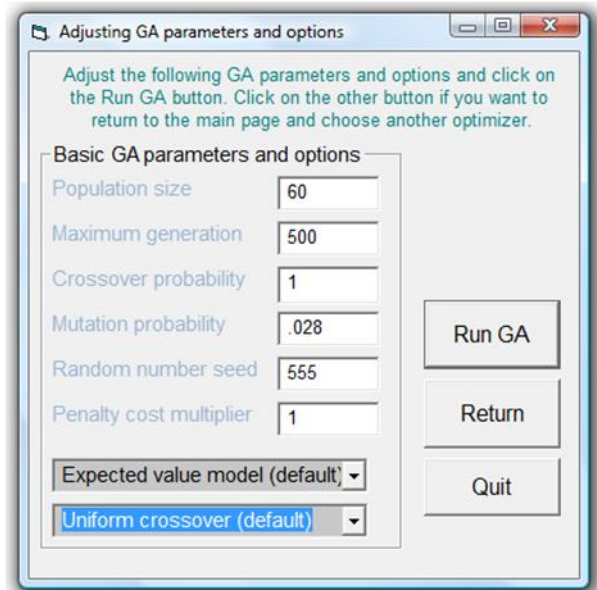 Adjusting GA parameters and options
Adjust the following GA parameters and options and click on
the Run GA button. Click on the other button if you want to
return to the main page and choose another optimizer.
Basic GA parameters and options
Population size 60
Maximum generation 500
Crossover probability 1
Mutation probability .028
Random number seed 555
Penalty cost multiplier 1
Expected value model (default)
Uniform crossover (default)
Run GA
Return
Quit